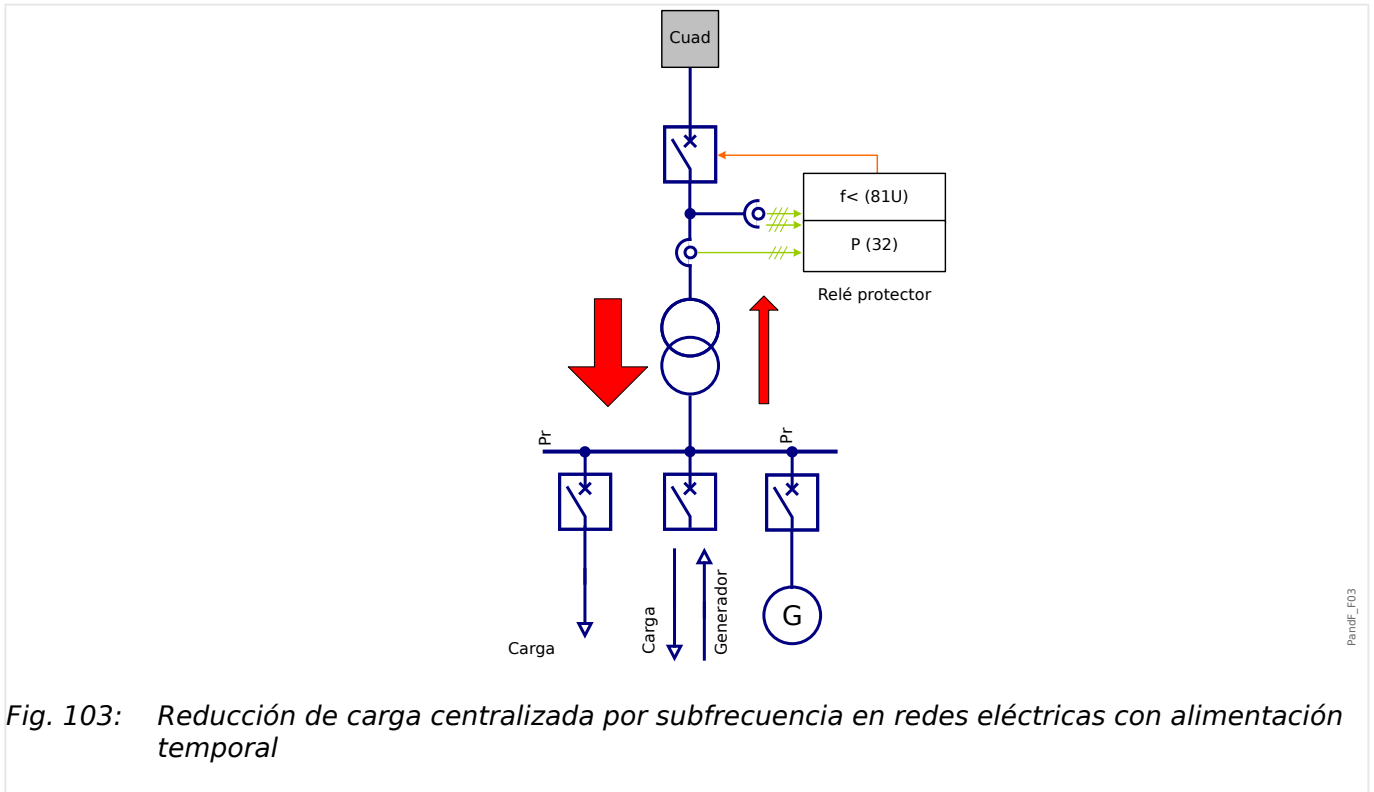 Cuad
f< (81U)
P (32)
Relé protector
Pr
Pr
Carga
Carga
Generador
G
PandF_F03
Fig. 103: Reducción de carga centralizada por subfrecuencia en redes eléctricas con alimentación
temporal